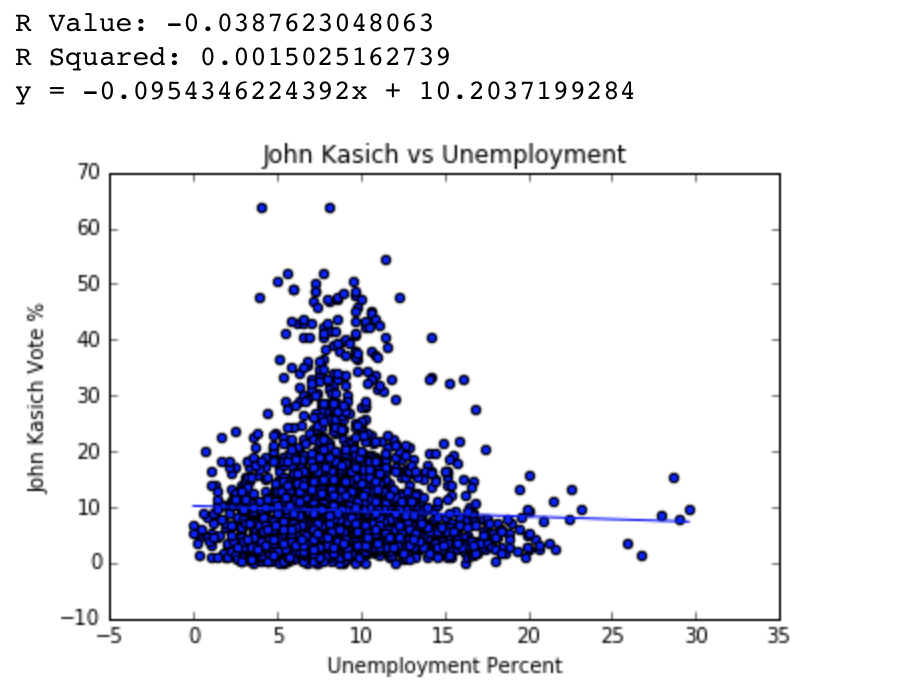 R Value: -0.0387623048063
R Squared: 0.0015025162739
y = -0.0954346224392x + 10.2037199284
John Kasich vs Unemployment
70
60
50
40
30
20
10
0
−10
John Kasich Vote %
−5 0 5 10 15 20 25 30 35
Unemployment Percent